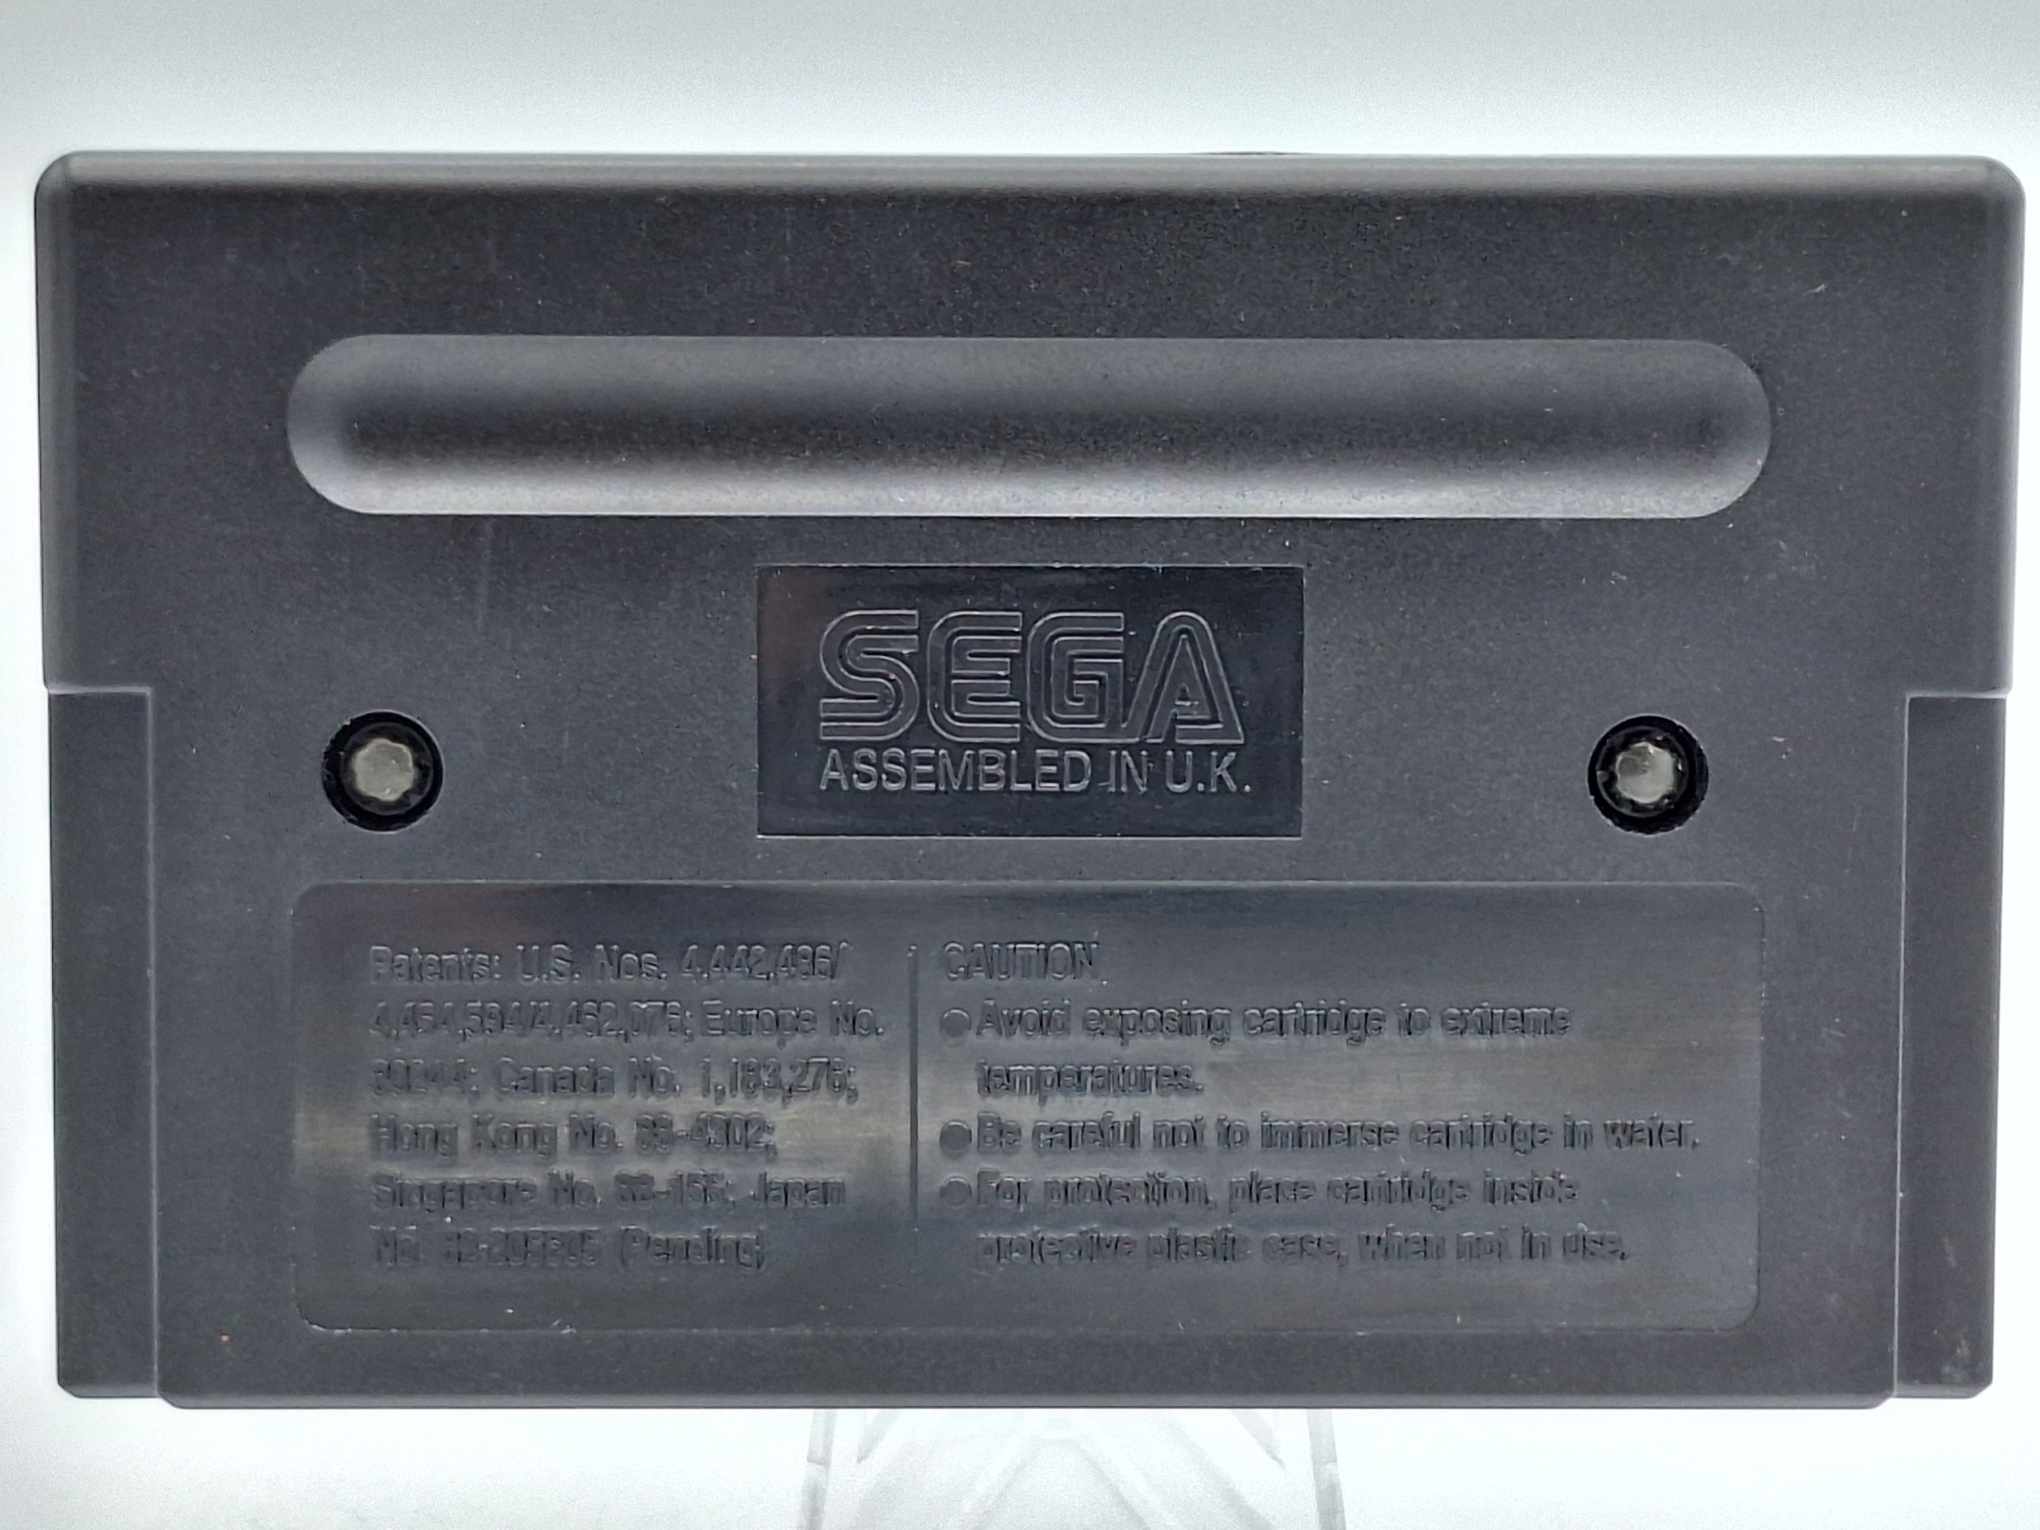 SEGA
ASSEMBLED IN U.K.
Patents: U.S. Nos. 4,442,486/
4,454,594/4,462,076; Europe No.
80244; Canada No. 1,183,276;
Hong Kong No. 88-4302;
Singapore No. 88-155; Japan
No. 82-205605 (Pending)
CAUTION
●Avoid exposing cartridge to extreme
temperatures.
●Be careful not to immerse cartridge in water.
●For protection, place cartridge inside
protective plastic case, when not in use.